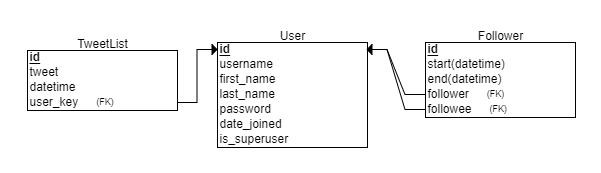 TweetList
id
tweet
datetime
user_key (FK)
User
id
username
first_name
last_name
password
date_joined
is_superuser
Follower
id
start(datetime)
end(datetime)
follower (FK)
followee (FK)